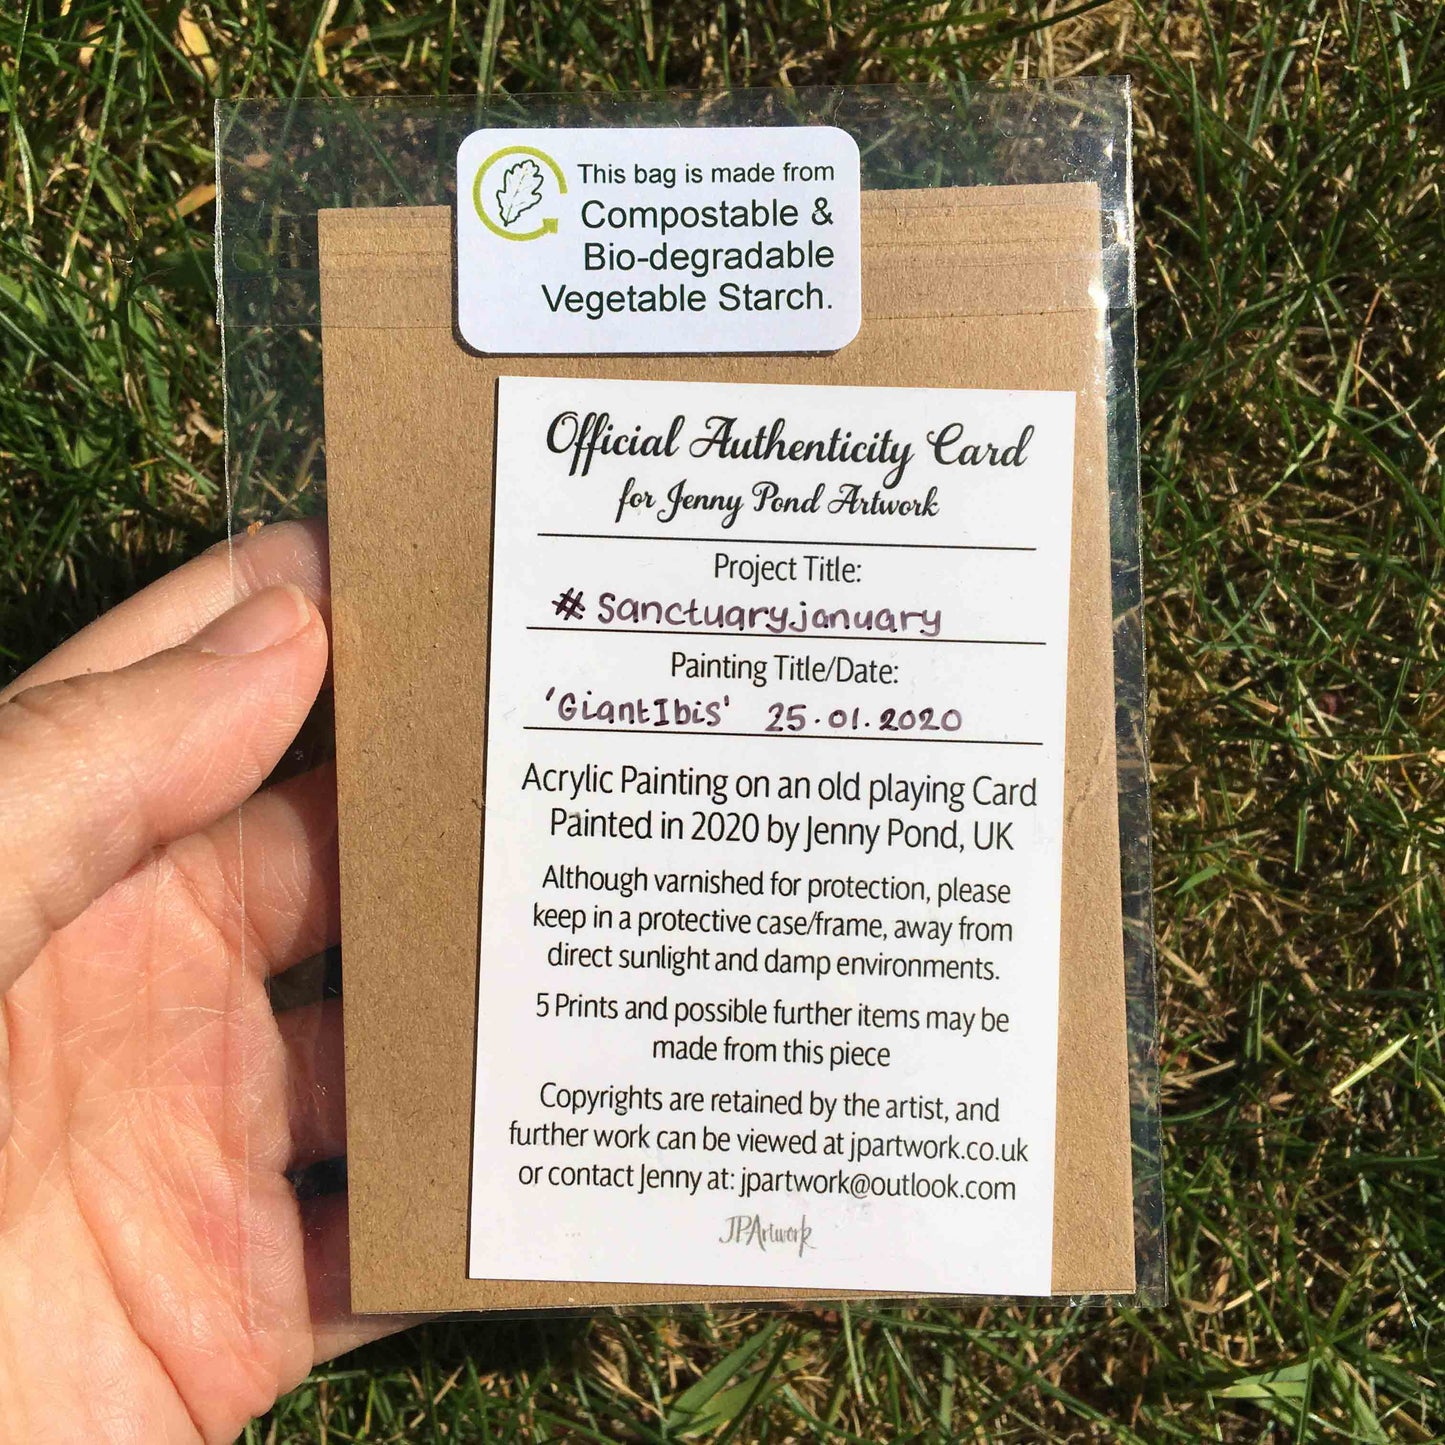 This bag is made from
Compostable &
Bio-degradable
Vegetable Starch.
Official Authenticity Card
for Jenny Pond Artwork
Project Title:
# Sanctuaryjanuary
Painting Title/Date:
'GiantIbis' 25.01.2020
Acrylic Painting on an old playing Card
Painted in 2020 by Jenny Pond, UK
Although varnished for protection, please
keep in a protective case/frame, away from
direct sunlight and damp environments.
5 Prints and possible further items may be
made from this piece
Copyrights are retained by the artist, and
further work can be viewed at jpartwork.co.uk
or contact Jenny at: jpartwork@outlook.com
JPArtwork